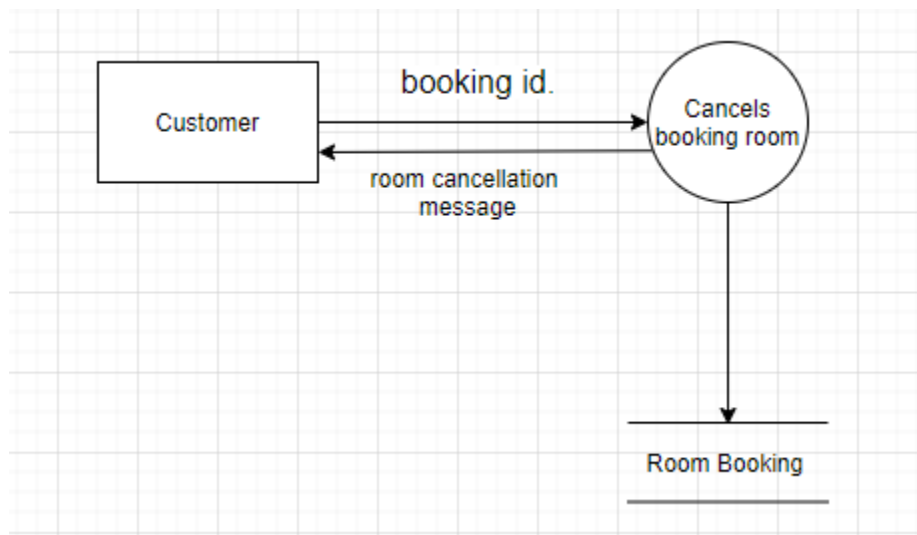 booking id.
Customer
Cancels
booking room
room cancellation
message
Room Booking